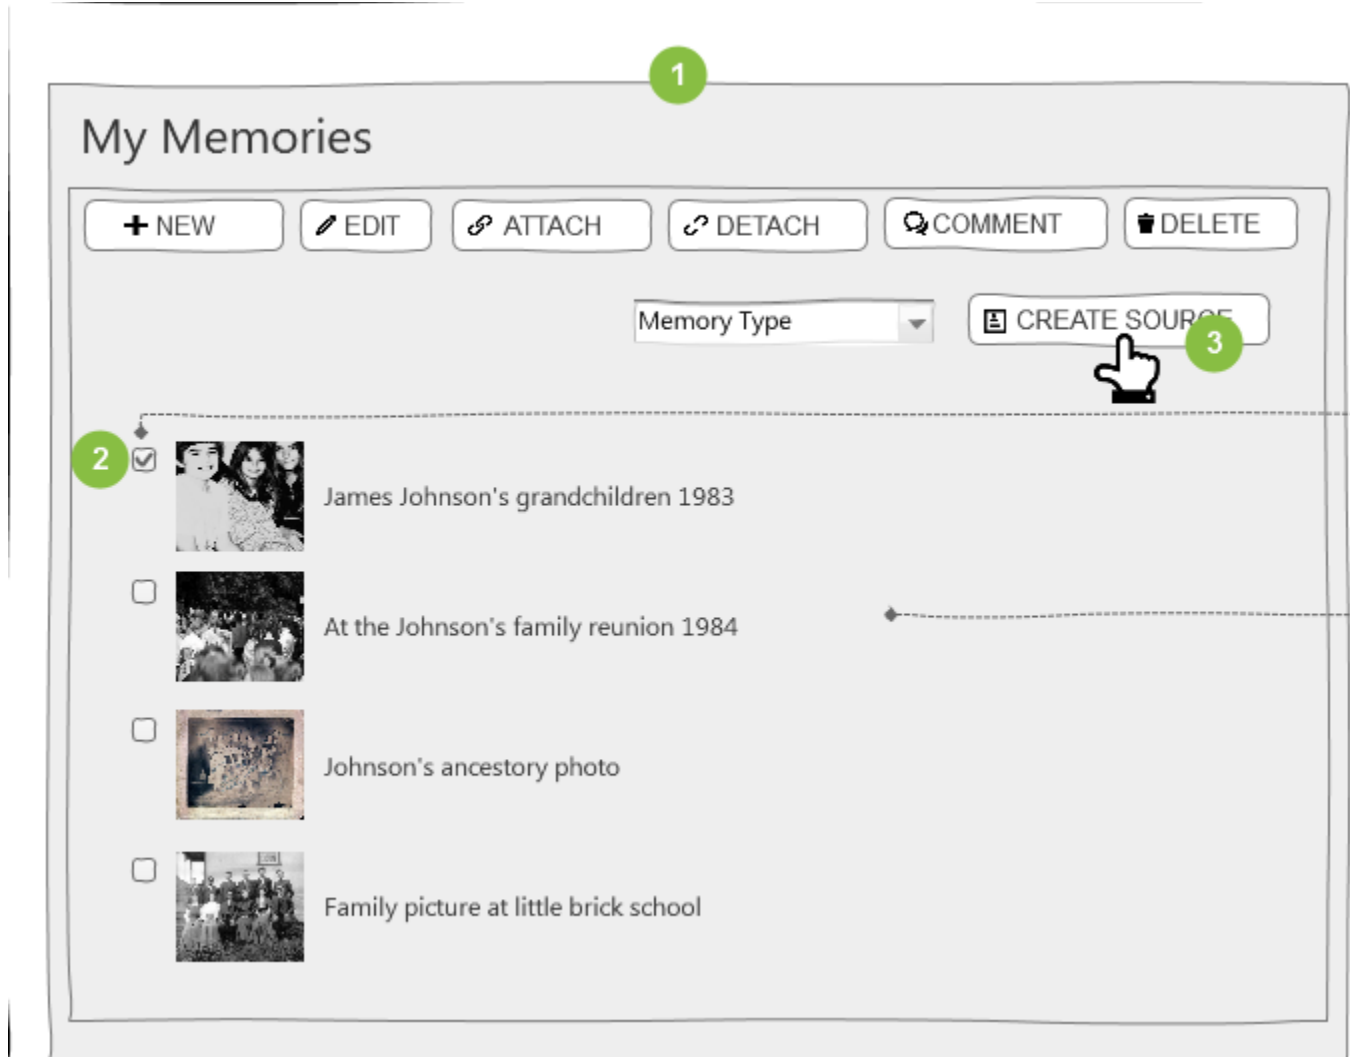 1
My Memories
NEW EDIT ATTACH DETACH COMMENT DELETE
Memory Type CREATE SOURCE
3
2
James Johnson's grandchildren 1983
At the Johnson's family reunion 1984
Johnson's ancestory photo
Family picture at little brick school